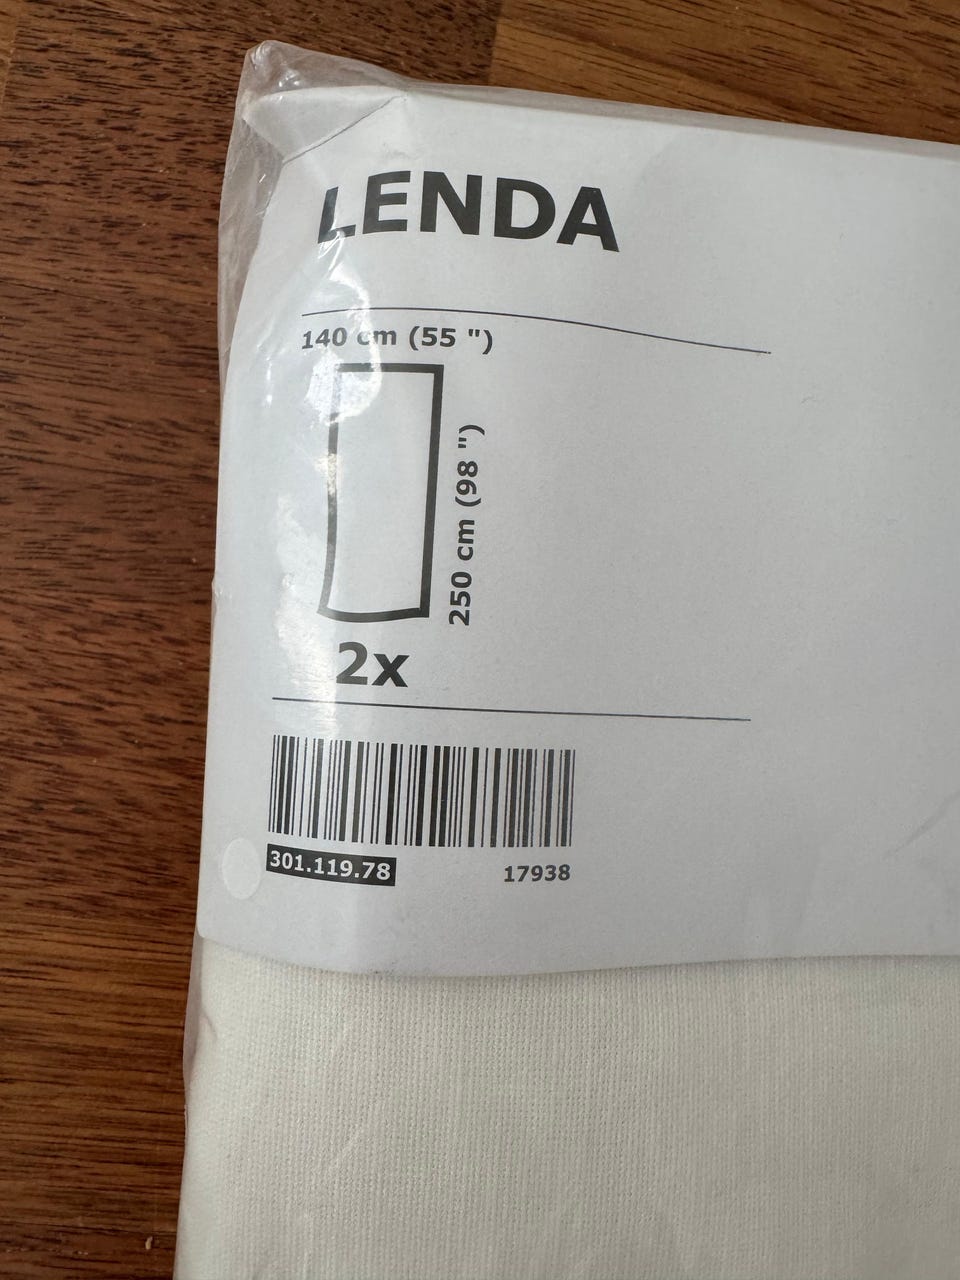 LENDA
140 cm (55 ")
250 cm (98 ")
2x
301.119.78
17938